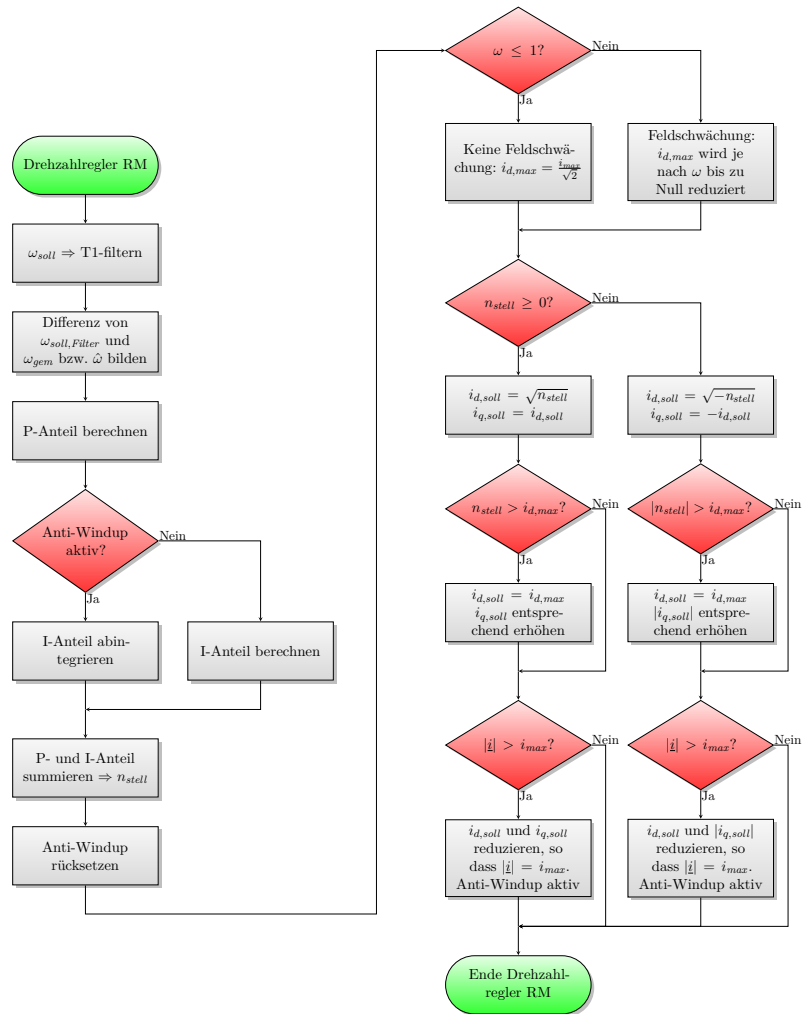 Drehzahlregler RM
ω_soll ⇒ T1-filtern
Differenz von
ω_soll,Filter und
ω_gem bzw. ω̂ bilden
P-Anteil berechnen
Anti-Windup
aktiv?
Nein
Ja
I-Anteil abin-
tegrieren
I-Anteil berechnen
P- und I-Anteil
summieren ⇒ n_stell
Anti-Windup
rücksetzen
ω ≤ 1?
Nein
Ja
Keine Feldschwä-
chung: i_d,max = i_max/√2
Feldschwächung:
i_d,max wird je
nach ω bis zu
Null reduziert
n_stell ≥ 0?
Nein
Ja
i_d,soll = √n_stell
i_q,soll = i_d,soll
i_d,soll = √−n_stell
i_q,soll = −i_d,soll
n_stell > i_d,max?
Nein
Ja
|n_stell| > i_d,max?
Nein
Ja
i_d,soll = i_d,max
i_q,soll entspre-
chend erhöhen
i_d,soll = i_d,max
|i_q,soll| entspre-
chend erhöhen
|i̲| > i_max?
Nein
Ja
|i̲| > i_max?
Nein
Ja
i_d,soll und i_q,soll
reduzieren, so
dass |i̲| = i_max.
Anti-Windup aktiv
i_d,soll und |i_q,soll|
reduzieren, so
dass |i̲| = i_max.
Anti-Windup aktiv
Ende Drehzahl-
regler RM